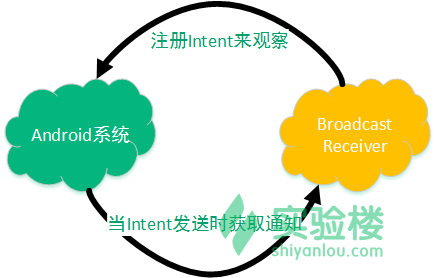 注册Intent来观察
Android系统
Broadcast
Receiver
当Intent发送时获取通知
实验楼
shiyanlou.com